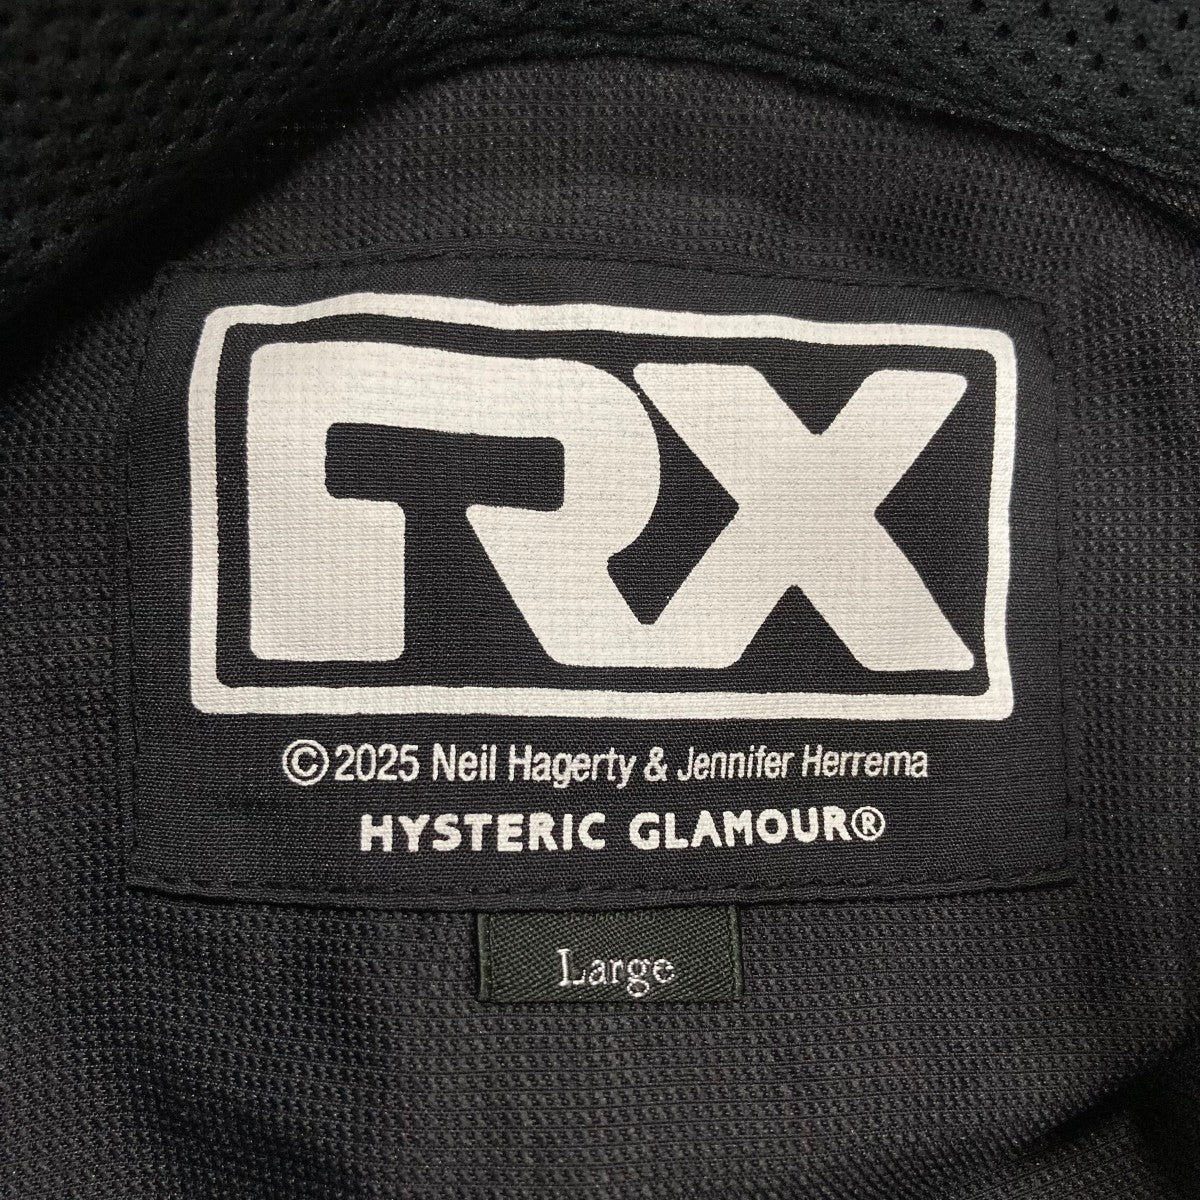 RX
©2025 Neil Hagerty & Jennifer Herrema
HYSTERIC GLAMOUR®
Large